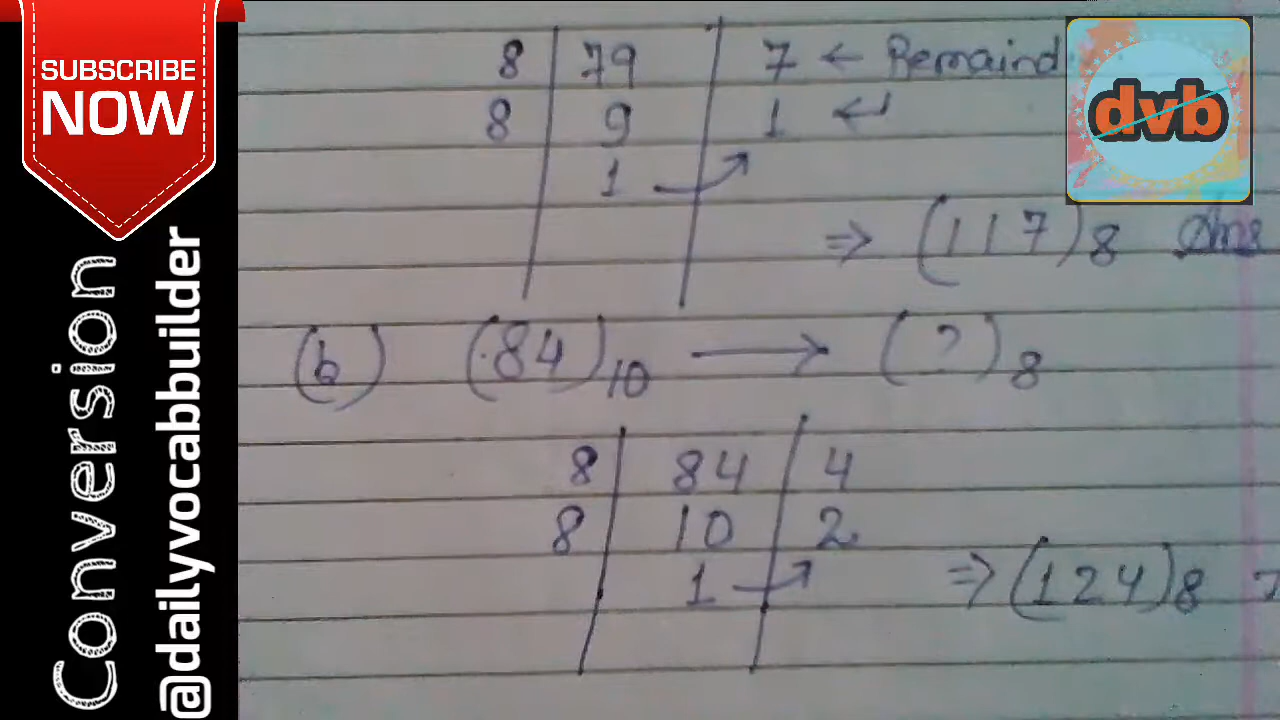 SUBSCRIBE
NOW
Conversion
@dailyvocabbuilder
dvb
8 79 7 ← Remaind
8 9 1 ↵
1
⇒ (117)8 Ans
(b) (84)10 → (?)8
8 84 4
8 10 2
1 ⇒ (124)8